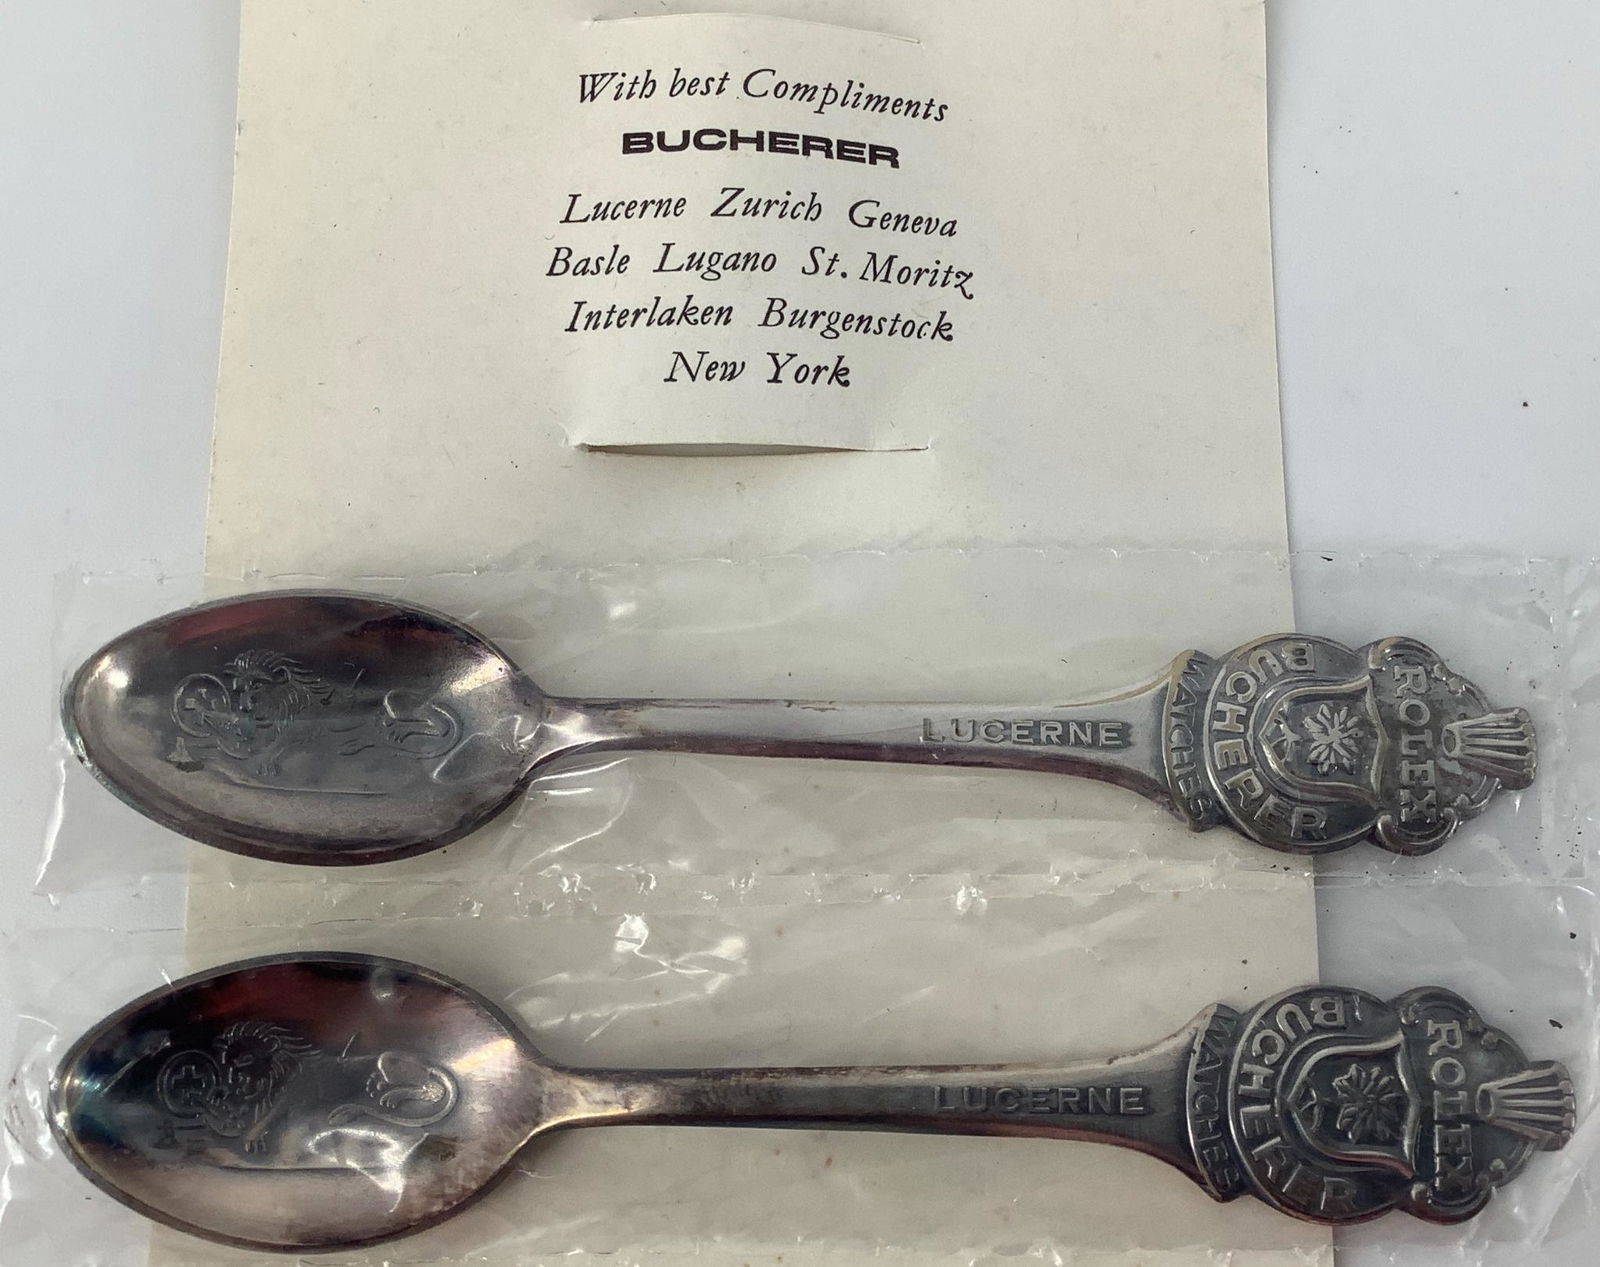 With best Compliments
BUCHERER
Lucerne Zurich Geneva
Basle Lugano St. Moritz
Interlaken Burgenstock
New York
LUCERNE
WATCHES
BUCHERER
ROLEX
LUCERNE
WATCHES
BUCHERER
ROLEX